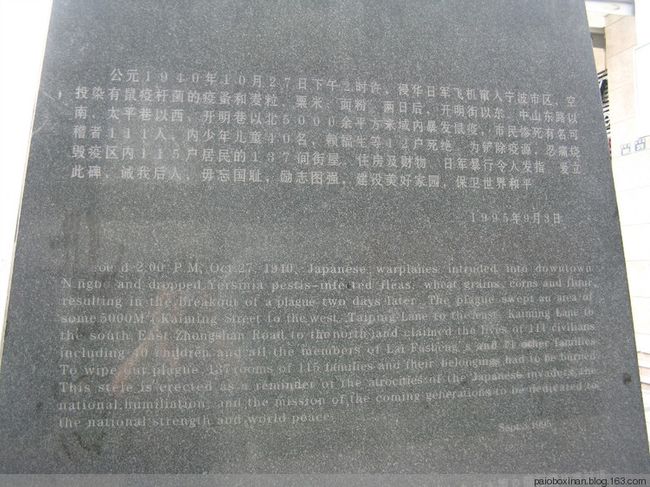 公元1940年10月27日下午2时许，侵华日军飞机窜入宁波市区，空
投染有鼠疫杆菌的疫蚤和麦粒、粟米、面粉。两日后，开明街以东、中山东路以
南、太平巷以西、开明巷以北5000余平方米域内暴发鼠疫，市民惨死有名可
稽者111人，内少年儿童40名，赖福生等12户死绝。为铲除疫源，忍痛烧
毁疫区内115户居民的137间街屋、住房及财物。日军暴行令人发指。爰立
此碑，诫我后人，毋忘国耻，励志图强，建设美好家园，保卫世界和平。
1995年9月3日
2:00 P.M, Oct.27, 1940, Japanese warplanes intruded into downtown
Ningbo and dropped Yersinia pestis-infected fleas, wheat grains, corns and flour,
resulting in the breakout of a plague two days later. The plague swept an area of
some 5000M², Kaiming Street to the west, Taiping Lane to the east, Kaiming Lane to
the south, East Zhongshan Road to the north and claimed the lives of 111 civilians
including 40 children and all the members of Lai Fusheng's and 11 other families.
To wipe out plague, 137 rooms of 115 families and their belongings had to be burned.
This stele is erected as a reminder of the atrocities of the Japanese invaders, the
national humiliation, and the mission of the coming generations to be dedicated to
the national strength and world peace.
Sept.3.1995
paioboxinan.blog.163.com